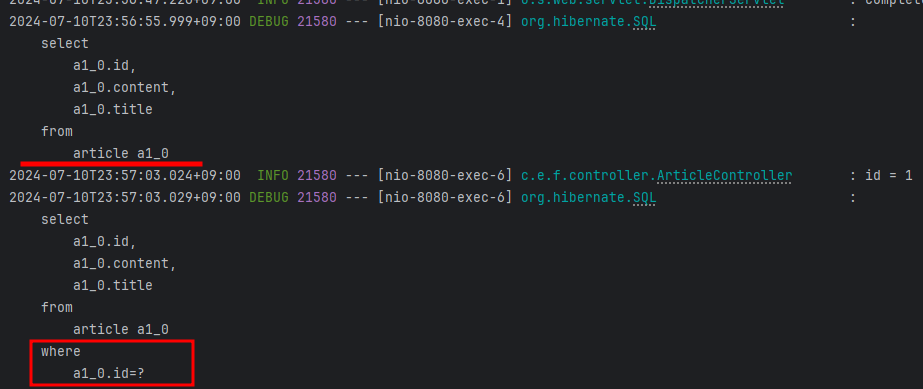 2024-07-10T23:56:47.220+09:00  INFO 21580 --- [nio-8080-exec-1] o.s.web.servlet.DispatcherServlet        : Complete
2024-07-10T23:56:55.999+09:00 DEBUG 21580 --- [nio-8080-exec-4] org.hibernate.SQL                        :
    select
        a1_0.id,
        a1_0.content,
        a1_0.title
    from
        article a1_0
2024-07-10T23:57:03.024+09:00  INFO 21580 --- [nio-8080-exec-6] c.e.f.controller.ArticleController       : id = 1
2024-07-10T23:57:03.029+09:00 DEBUG 21580 --- [nio-8080-exec-6] org.hibernate.SQL                        :
    select
        a1_0.id,
        a1_0.content,
        a1_0.title
    from
        article a1_0
    where
        a1_0.id=?